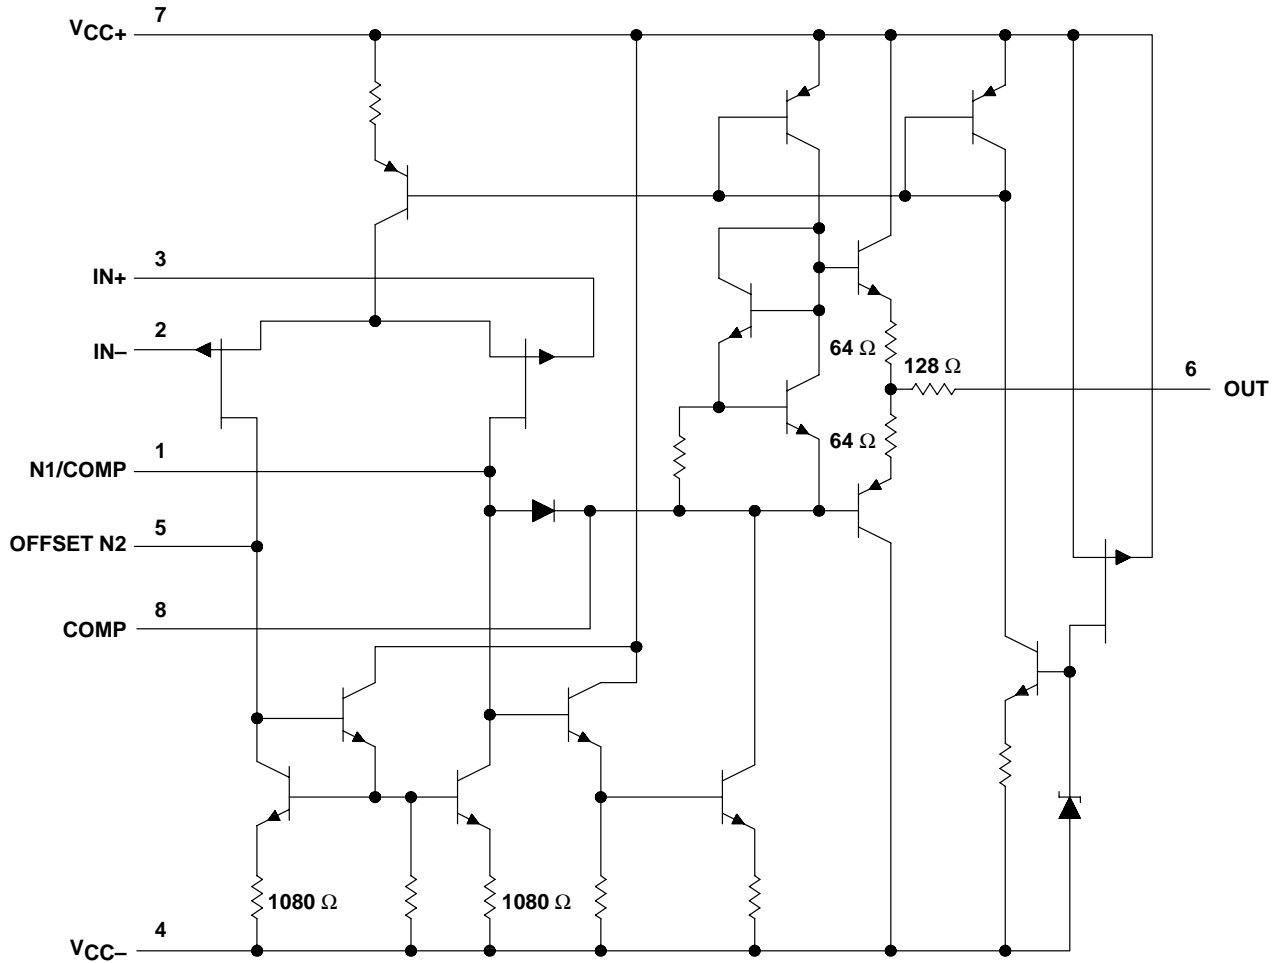 7
VCC+
3
IN+
2
IN–
64 Ω
128 Ω
6
OUT
1
N1/COMP
64 Ω
5
OFFSET N2
8
COMP
1080 Ω
1080 Ω
4
VCC–